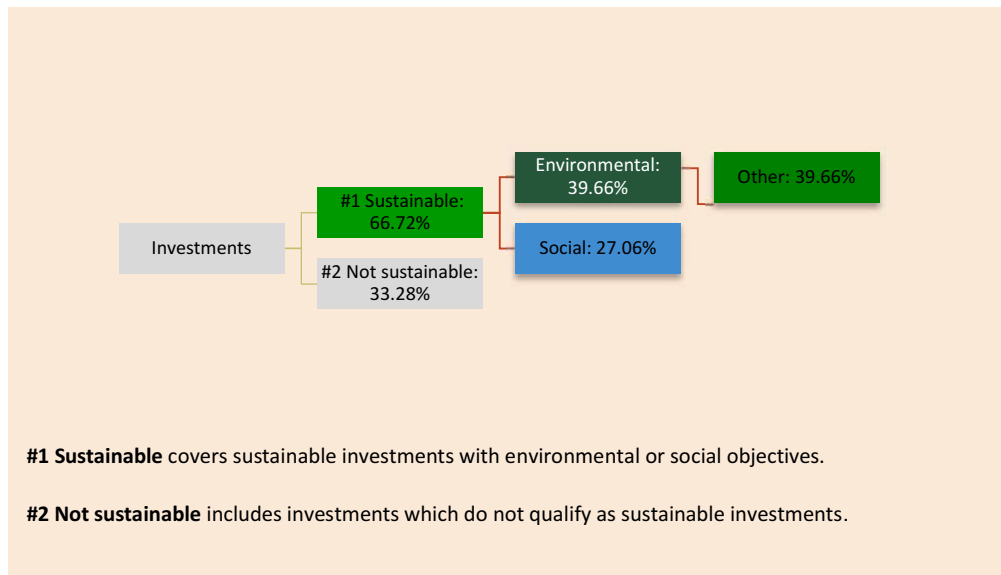 Environmental:
39.66%
Other: 39.66%
#1 Sustainable:
66.72%
Investments
Social: 27.06%
#2 Not sustainable:
33.28%
#1 Sustainable covers sustainable investments with environmental or social objectives.
#2 Not sustainable includes investments which do not qualify as sustainable investments.